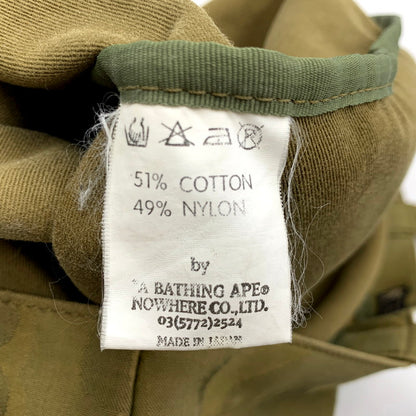 51% COTTON
49% NYLON
by
"A BATHING APE®
NOWHERE CO., LTD.
03(5772)2524
MADE IN JAPAN